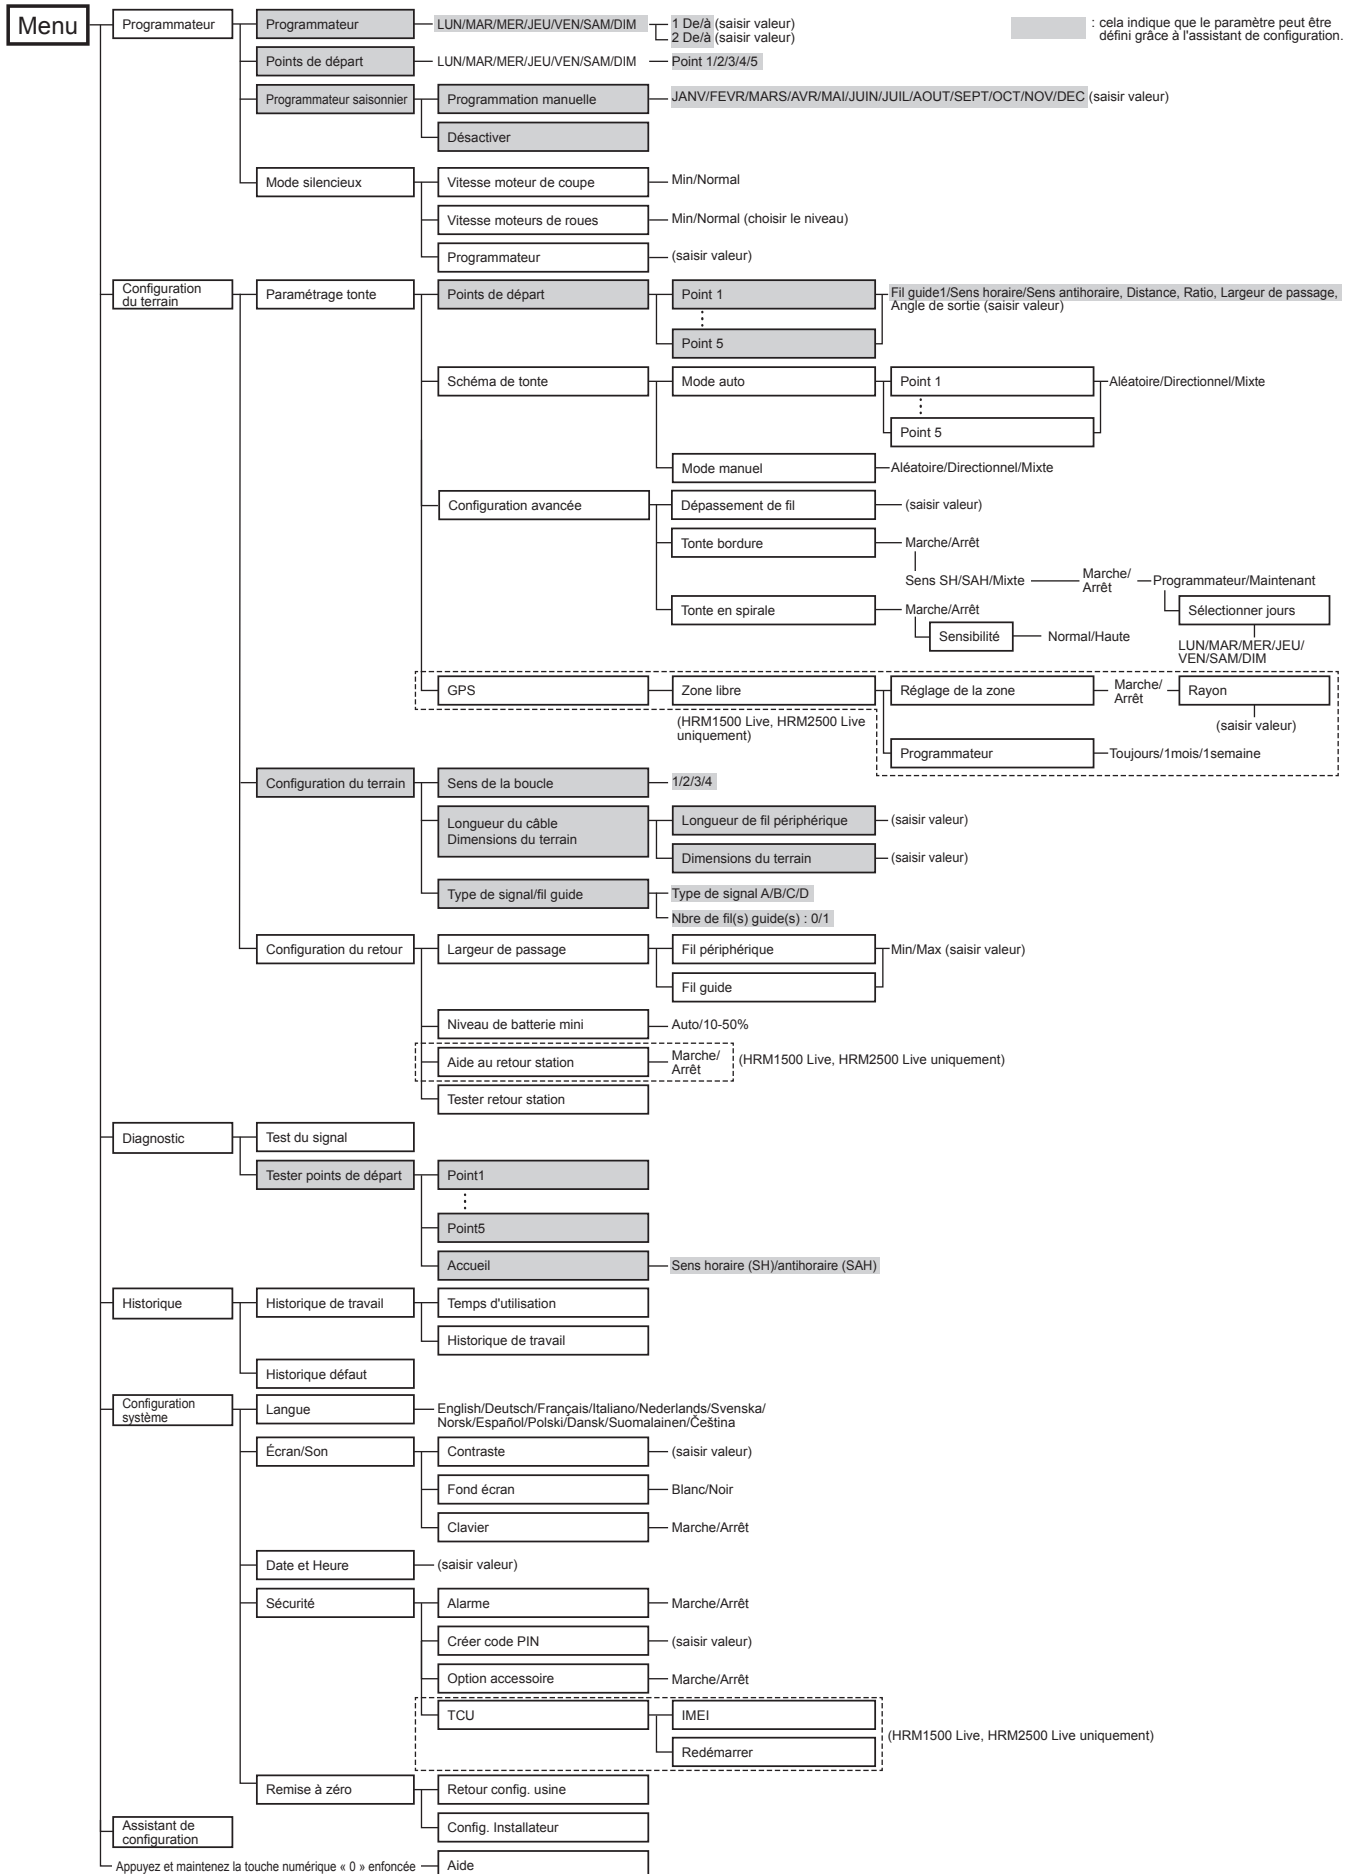 Menu
Programmateur
Programmateur
LUN/MAR/MER/JEU/VEN/SAM/DIM
1 De/à (saisir valeur)
2 De/à (saisir valeur)
: cela indique que le paramètre peut être
défini grâce à l'assistant de configuration.
Points de départ
LUN/MAR/MER/JEU/VEN/SAM/DIM
Point 1/2/3/4/5
Programmateur saisonnier
Programmation manuelle
JANV/FEVR/MARS/AVR/MAI/JUIN/JUIL/AOUT/SEPT/OCT/NOV/DEC (saisir valeur)
Désactiver
Mode silencieux
Vitesse moteur de coupe
Min/Normal
Vitesse moteurs de roues
Min/Normal (choisir le niveau)
Programmateur
(saisir valeur)
Configuration
du terrain
Paramétrage tonte
Points de départ
Point 1
Fil guide1/Sens horaire/Sens antihoraire, Distance, Ratio, Largeur de passage,
Angle de sortie (saisir valeur)
Point 5
Schéma de tonte
Mode auto
Point 1
Aléatoire/Directionnel/Mixte
Point 5
Mode manuel
Aléatoire/Directionnel/Mixte
Configuration avancée
Dépassement de fil
(saisir valeur)
Tonte bordure
Marche/Arrêt
Sens SH/SAH/Mixte
Marche/
Arrêt
Programmateur/Maintenant
Sélectionner jours
LUN/MAR/MER/JEU/
VEN/SAM/DIM
Tonte en spirale
Marche/Arrêt
Sensibilité
Normal/Haute
GPS
Zone libre
Réglage de la zone
Marche/
Arrêt
Rayon
(saisir valeur)
(HRM1500 Live, HRM2500 Live
uniquement)
Programmateur
Toujours/1mois/1semaine
Configuration du terrain
Sens de la boucle
1/2/3/4
Longueur du câble
Dimensions du terrain
Longueur de fil périphérique
(saisir valeur)
Dimensions du terrain
(saisir valeur)
Type de signal/fil guide
Type de signal A/B/C/D
Nbre de fil(s) guide(s) : 0/1
Configuration du retour
Largeur de passage
Fil périphérique
Min/Max (saisir valeur)
Fil guide
Niveau de batterie mini
Auto/10-50%
Aide au retour station
Marche/
Arrêt
(HRM1500 Live, HRM2500 Live uniquement)
Tester retour station
Diagnostic
Test du signal
Tester points de départ
Point1
Point5
Accueil
Sens horaire (SH)/antihoraire (SAH)
Historique
Historique de travail
Temps d'utilisation
Historique de travail
Historique défaut
Configuration
système
Langue
English/Deutsch/Français/Italiano/Nederlands/Svenska/
Norsk/Español/Polski/Dansk/Suomalainen/Čeština
Écran/Son
Contraste
(saisir valeur)
Fond écran
Blanc/Noir
Clavier
Marche/Arrêt
Date et Heure
(saisir valeur)
Sécurité
Alarme
Marche/Arrêt
Créer code PIN
(saisir valeur)
Option accessoire
Marche/Arrêt
TCU
IMEI
(HRM1500 Live, HRM2500 Live uniquement)
Redémarrer
Remise à zéro
Retour config. usine
Config. Installateur
Assistant de
configuration
Appuyez et maintenez la touche numérique « 0 » enfoncée
Aide